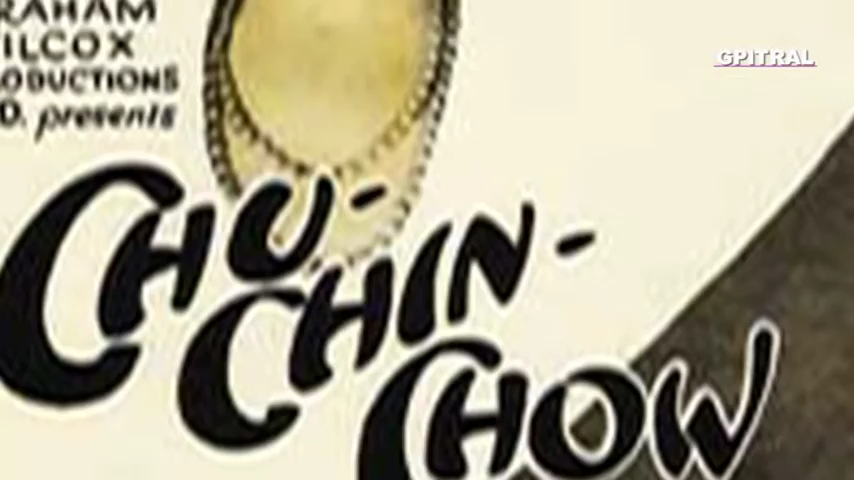 RAHAM
ILCOX
ODUCTIONS
D. presents
GPITRAL
CHU-
CHIN-
CHOW